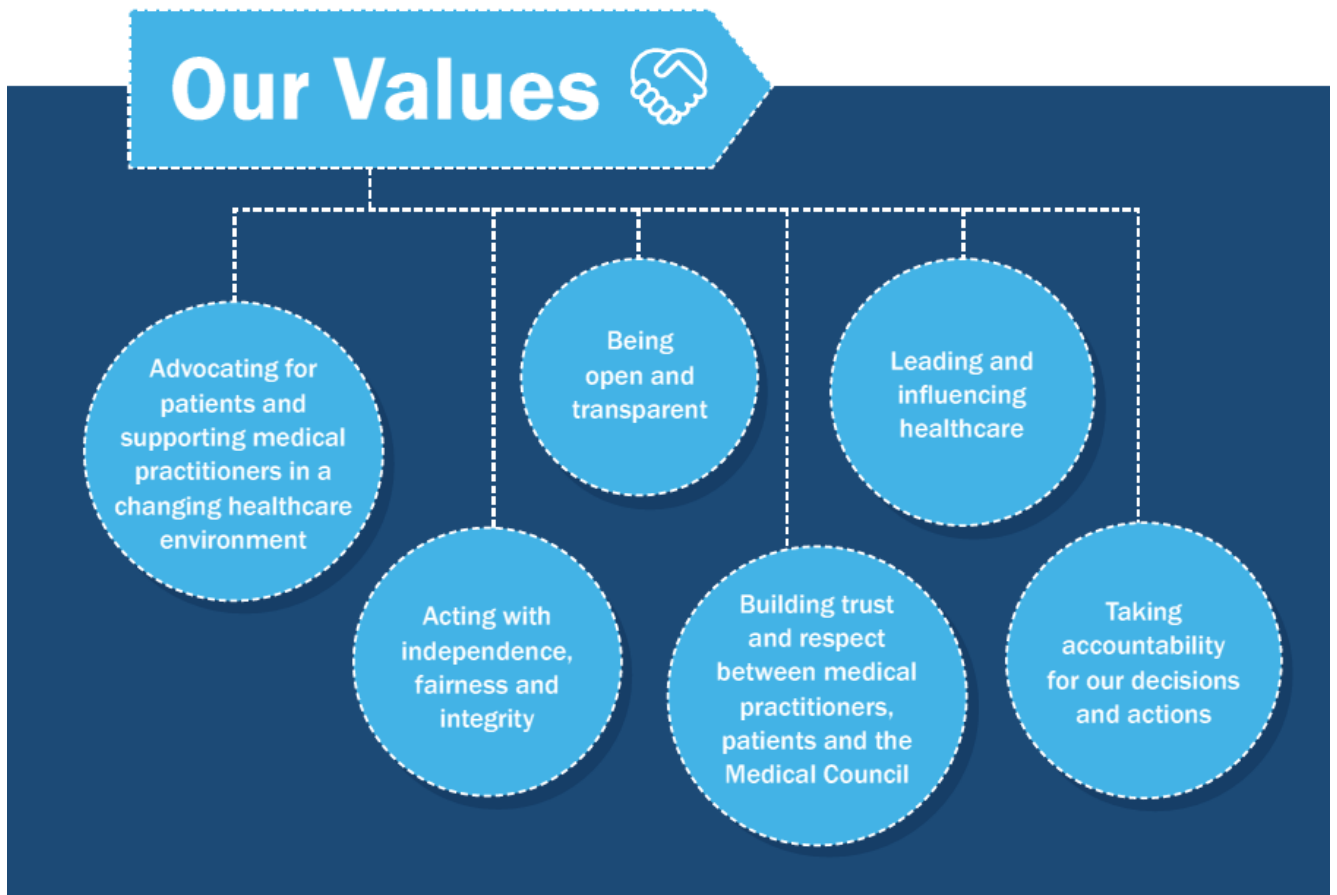 Our Values
Advocating for
patients and
supporting medical
practitioners in a
changing healthcare
environment
Acting with
independence,
fairness and
integrity
Being
open and
transparent
Building trust
and respect
between medical
practitioners,
patients and the
Medical Council
Leading and
influencing
healthcare
Taking
accountability
for our decisions
and actions